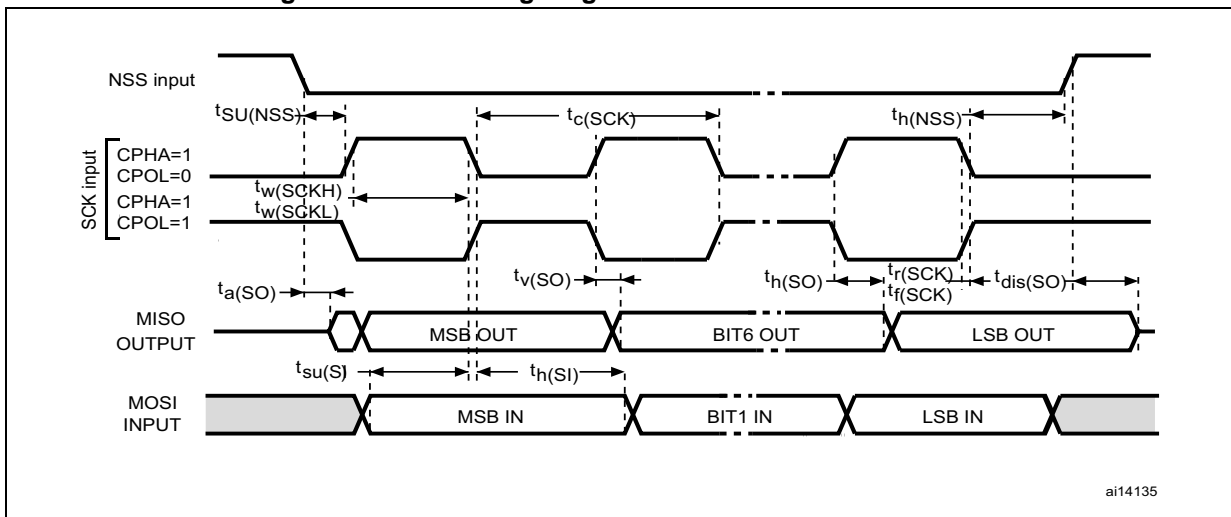 NSS input
tSU(NSS)
tc(SCK)
th(NSS)
SCK input
CPHA=1
CPOL=0
tw(SCKH)
CPHA=1
tw(SCKL)
CPOL=1
ta(SO)
tv(SO)
th(SO)
tr(SCK)
tf(SCK)
tdis(SO)
MISO
OUTPUT
MSB OUT
BIT6 OUT
LSB OUT
tsu(SI)
th(SI)
MOSI
INPUT
MSB IN
BIT1 IN
LSB IN
ai14135